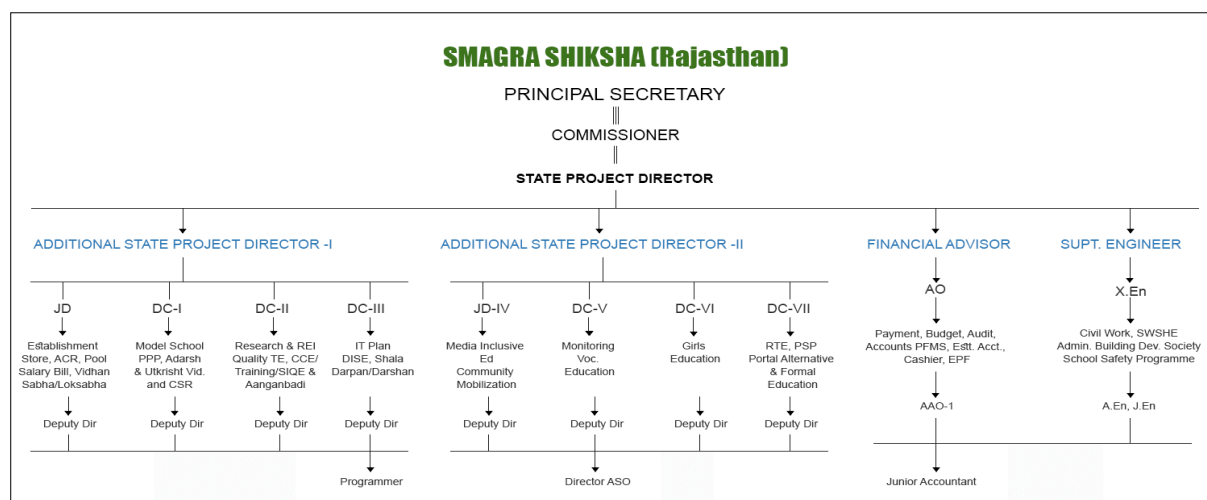 SMAGRA SHIKSHA (Rajasthan)
PRINCIPAL SECRETARY
COMMISSIONER
STATE PROJECT DIRECTOR
ADDITIONAL STATE PROJECT DIRECTOR -I
ADDITIONAL STATE PROJECT DIRECTOR -II
FINANCIAL ADVISOR
SUPT. ENGINEER
JD
DC-I
DC-II
DC-III
JD-IV
DC-V
DC-VI
DC-VII
AO
X.En
Establishment
Store, ACR, Pool
Salary Bill, Vidhan
Sabha/Loksabha
Model School
PPP, Adarsh
& Utkrisht Vid.
and CSR
Research & REI
Quality TE, CCE/
Training/SIQE &
Aanganbadi
IT Plan
DISE, Shala
Darpan/Darshan
Media Inclusive
Ed
Community
Mobilization
Monitoring
Voc.
Education
Girls
Education
RTE, PSP
Portal Alternative
& Formal
Education
Payment, Budget, Audit,
Accounts PFMS, Estt. Acct.,
Cashier, EPF
Civil Work, SWSHE
Admin. Building Dev. Society
School Safety Programme
Deputy Dir
Deputy Dir
Deputy Dir
Deputy Dir
Deputy Dir
Deputy Dir
Deputy Dir
Deputy Dir
AAO-1
A.En, J.En
Programmer
Director ASO
Junior Accountant